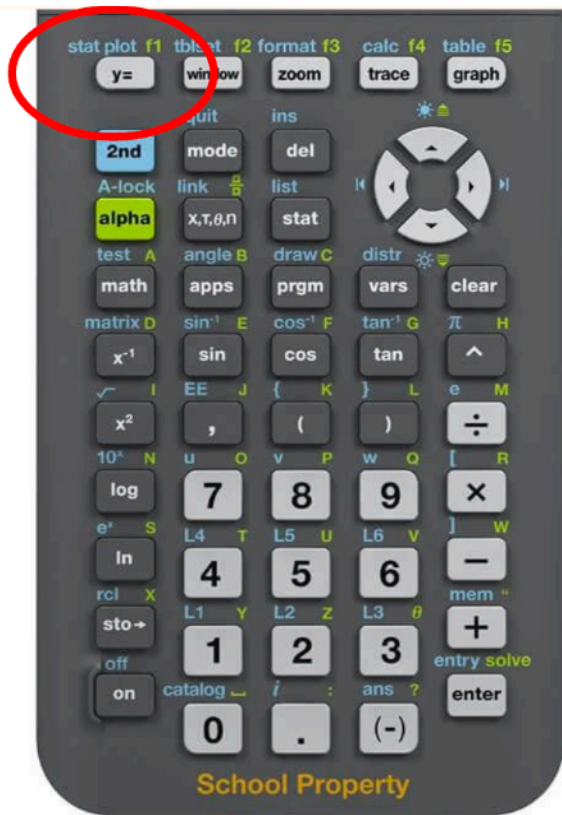 stat plot f1 tblset f2 format f3 calc f4 table f5
y= window zoom trace graph
quit ins
2nd mode del
A-lock link list
alpha X,T,θ,n stat
test A angle B draw C distr
math apps prgm vars clear
matrix D sin⁻¹ E cos⁻¹ F tan⁻¹ G π H
x⁻¹ sin cos tan ^
√ I EE J { K } L e M
x² , ( ) ÷
10ˣ N u O v P w Q [ R
log 7 8 9 ×
eˣ S L4 T L5 U L6 V ] W
ln 4 5 6 −
rcl X L1 Y L2 Z L3 θ mem "
sto→ 1 2 3 +
off catalog i : ans ? entry solve
on 0 . (-) enter
School Property